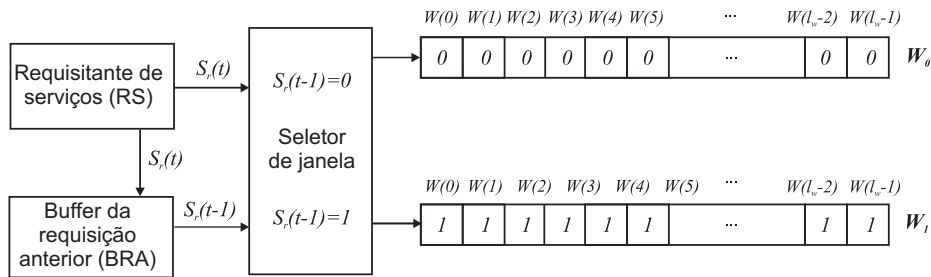 W(0) W(1) W(2) W(3) W(4) W(5) ... W(l_w-2) W(l_w-1)
0 0 0 0 0 0 ... 0 0 W_0
Requisitante de
serviços (RS)
S_r(t)
S_r(t-1)=0
Seletor
de janela
S_r(t)
W(0) W(1) W(2) W(3) W(4) W(5) ... W(l_w-2) W(l_w-1)
1 1 1 1 1 1 ... 1 1 W_1
Buffer da
requisição
anterior (BRA)
S_r(t-1)
S_r(t-1)=1